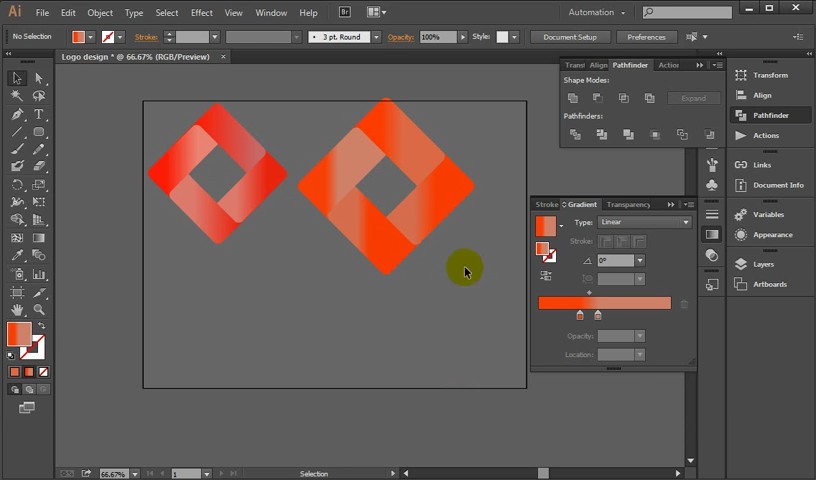 Ai File Edit Object Type Select Effect View Window Help Br Automation
No Selection Stroke: 3 pt. Round Opacity: 100% Style: Document Setup Preferences
Logo design * @ 66.67% (RGB/Preview) ×
Align Pathfinder
Shape Modes:
Expand
Pathfinders:
Transform
Align
Pathfinder
Actions
Links
Document Info
Variables
Appearance
Layers
Artboards
Stroke Gradient Transparency
Type: Linear
Stroke:
0°
Opacity:
Location:
66.67% 1 Selection